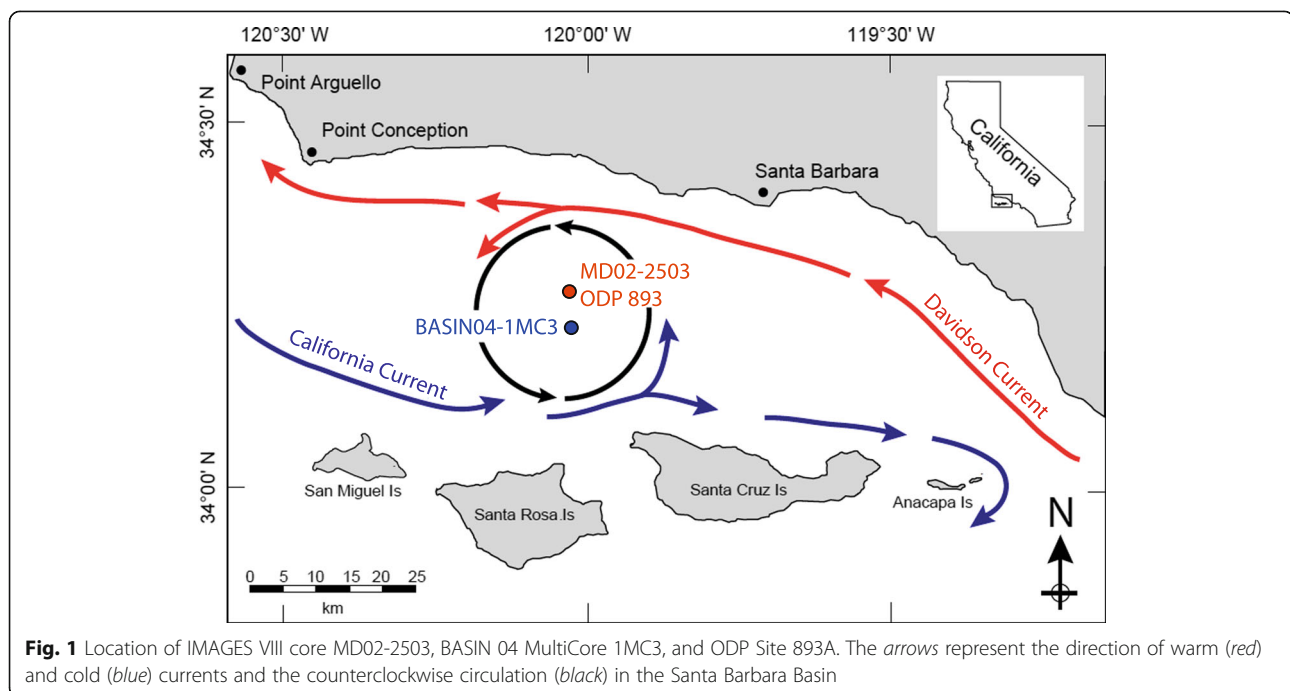 120°30' W 120°00' W 119°30' W
34°30' N
34°00' N
Point Arguello
Point Conception
Santa Barbara
California
MD02-2503
ODP 893
BASIN04-1MC3
California Current
Davidson Current
San Miguel Is
Santa Rosa.Is
Santa Cruz Is
Anacapa Is
N
0 5 10 15 20 25
km
Fig. 1 Location of IMAGES VIII core MD02-2503, BASIN 04 MultiCore 1MC3, and ODP Site 893A. The arrows represent the direction of warm (red)
and cold (blue) currents and the counterclockwise circulation (black) in the Santa Barbara Basin